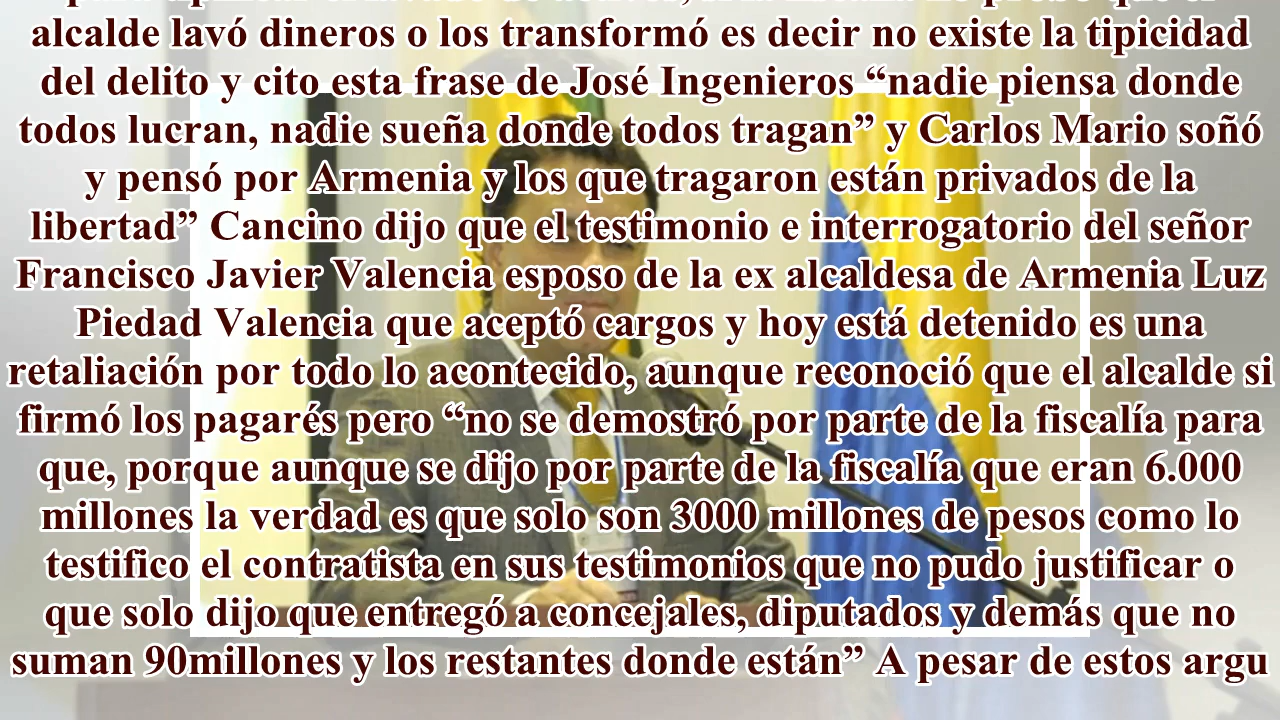 alcalde lavó dineros o los transformó es decir no existe la tipicidad
del delito y cito esta frase de José Ingenieros “nadie piensa donde
todos lucran, nadie sueña donde todos tragan” y Carlos Mario soñó
y pensó por Armenia y los que tragaron están privados de la
libertad” Cancino dijo que el testimonio e interrogatorio del señor
Francisco Javier Valencia esposo de la ex alcaldesa de Armenia Luz
Piedad Valencia que aceptó cargos y hoy está detenido es una
retaliación por todo lo acontecido, aunque reconoció que el alcalde si
firmó los pagarés pero “no se demostró por parte de la fiscalía para
que, porque aunque se dijo por parte de la fiscalía que eran 6.000
millones la verdad es que solo son 3000 millones de pesos como lo
testifico el contratista en sus testimonios que no pudo justificar o
que solo dijo que entregó a concejales, diputados y demás que no
suman 90millones y los restantes donde están” A pesar de estos argu